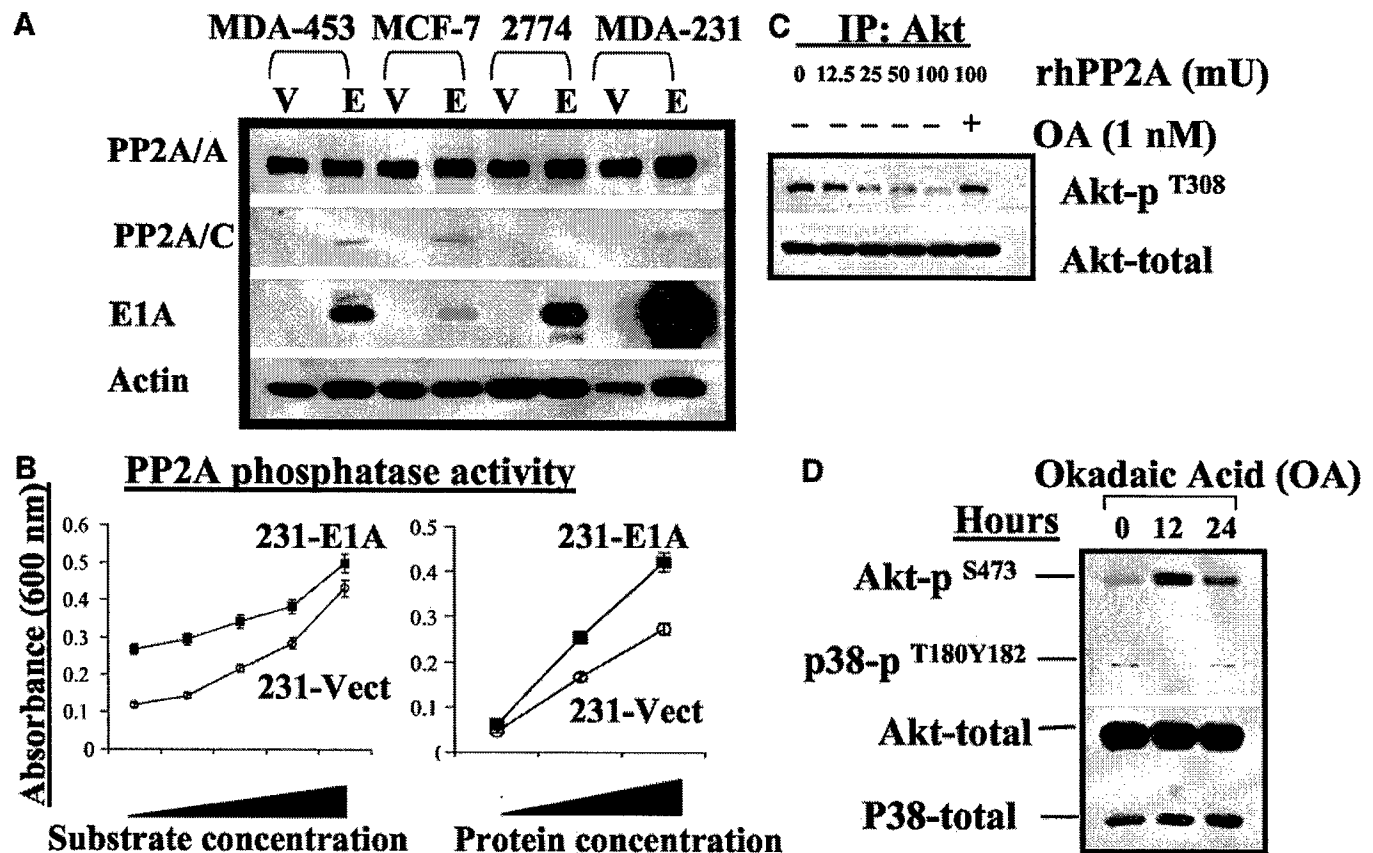 A
MDA-453 MCF-7 2774 MDA-231
V E V E V E V E
PP2A/A
PP2A/C
E1A
Actin
B
PP2A phosphatase activity
Absorbance (600 nm)
0.6
0.5
0.4
0.3
0.2
0.1
0
231-E1A
231-Vect
Substrate concentration
0.5
0.4
0.3
0.2
0.1
(
231-E1A
231-Vect
Protein concentration
C
IP: Akt
0 12.5 25 50 100 100 rhPP2A (mU)
– – – – – + OA (1 nM)
Akt-p T308
Akt-total
D
Okadaic Acid (OA)
Hours 0 12 24
Akt-p S473
p38-p T180Y182
Akt-total
P38-total